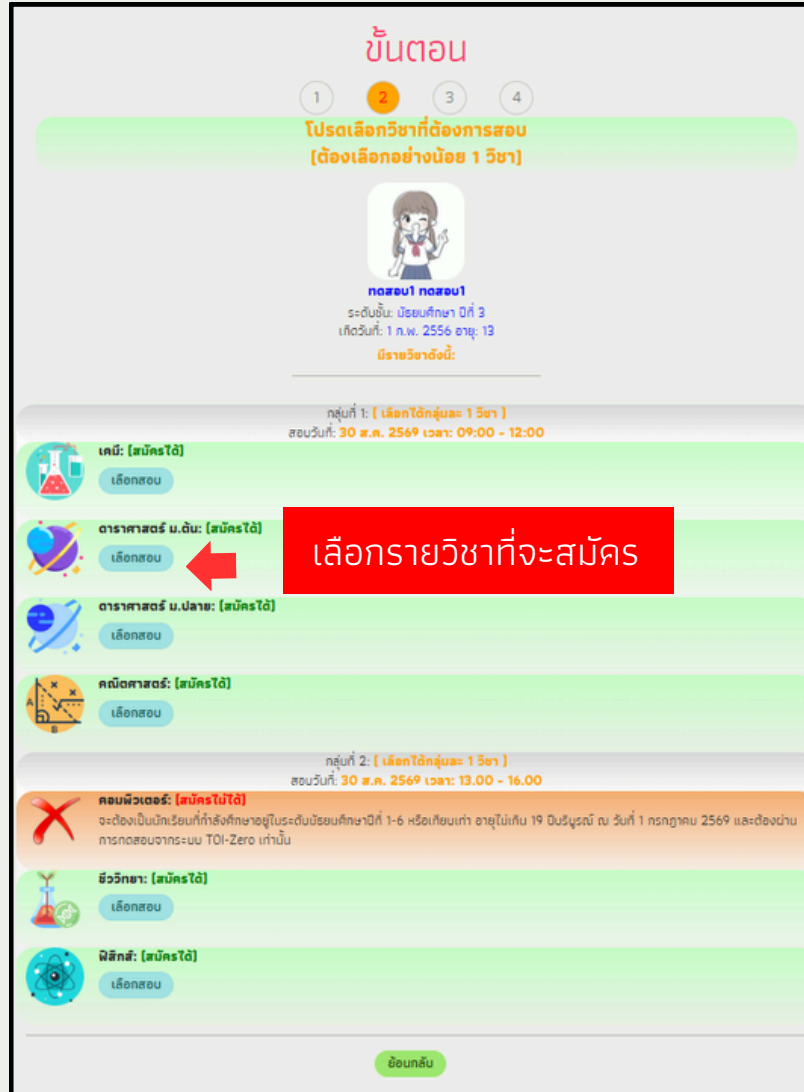 ขั้นตอน
1 2 3 4
โปรดเลือกวิชาที่ต้องการสอบ
[ต้องเลือกอย่างน้อย 1 วิชา]
ทดสอบ1 ทดสอบ1
ระดับชั้น: มัธยมศึกษา ปีที่ 3
เกิดวันที่: 1 ก.พ. 2556 อายุ: 13
มีรายวิชาดังนี้:
กลุ่มที่ 1: [ เลือกได้กลุ่มละ 1 วิชา ]
สอบวันที่: 30 ส.ค. 2569 เวลา: 09:00 - 12:00
เคมี: [สมัครได้]
เลือกสอบ
ดาราศาสตร์ ม.ต้น: [สมัครได้]
เลือกสอบ
เลือกรายวิชาที่จะสมัคร
ดาราศาสตร์ ม.ปลาย: [สมัครได้]
เลือกสอบ
คณิตศาสตร์: [สมัครได้]
เลือกสอบ
กลุ่มที่ 2: [ เลือกได้กลุ่มละ 1 วิชา ]
สอบวันที่: 30 ส.ค. 2569 เวลา: 13.00 - 16.00
คอมพิวเตอร์: [สมัครไม่ได้]
จะต้องเป็นนักเรียนที่กำลังศึกษาอยู่ในระดับมัธยมศึกษาปีที่ 1-6 หรือเทียบเท่า อายุไม่เกิน 19 ปีบริบูรณ์ ณ วันที่ 1 กรกฎาคม 2569 และต้องผ่าน
การทดสอบจากระบบ TOI-Zero เท่านั้น
ชีววิทยา: [สมัครได้]
เลือกสอบ
ฟิสิกส์: [สมัครได้]
เลือกสอบ
ย้อนกลับ